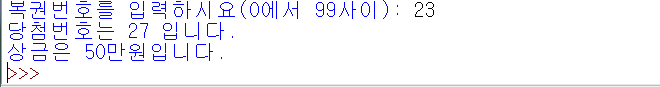 복권번호를 입력하시요(0에서 99사이): 23
당첨번호는 27 입니다.
상금은 50만원입니다.
>>>